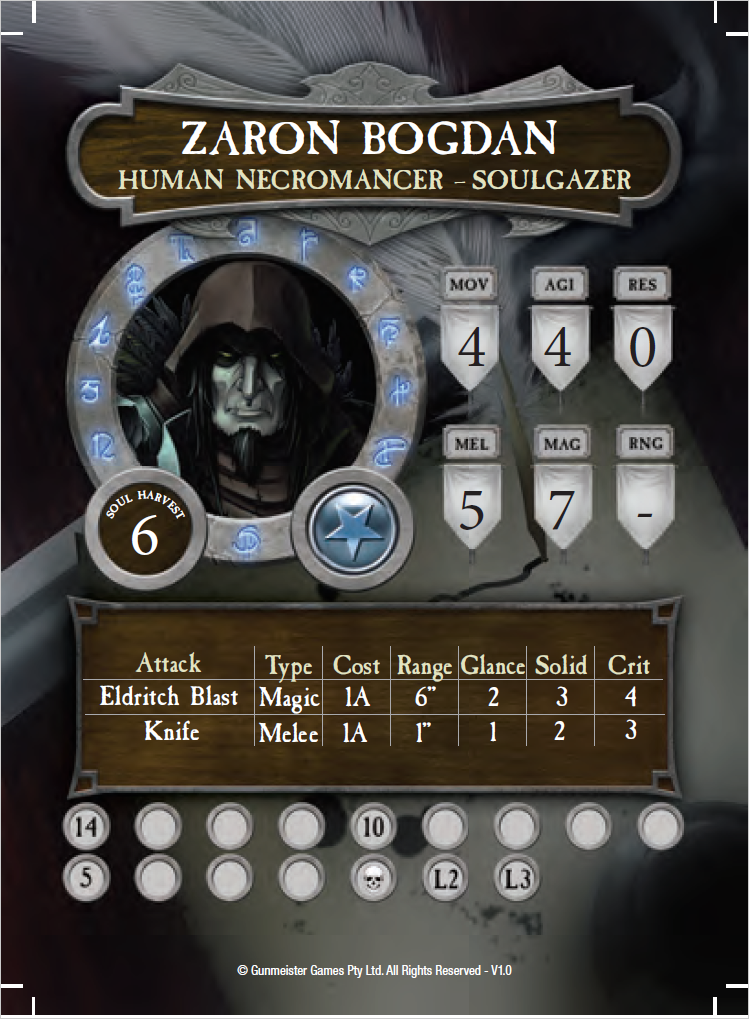 ZARON BOGDAN
HUMAN NECROMANCER – SOULGAZER
MOV AGI RES
4 4 0
MEL MAG RNG
5 7 -
SOUL HARVEST
6
Attack Type Cost Range Glance Solid Crit
Eldritch Blast Magic 1A 6” 2 3 4
Knife Melee 1A 1” 1 2 3
14 10
5 L2 L3
© Gunmeister Games Pty Ltd. All Rights Reserved - V1.0